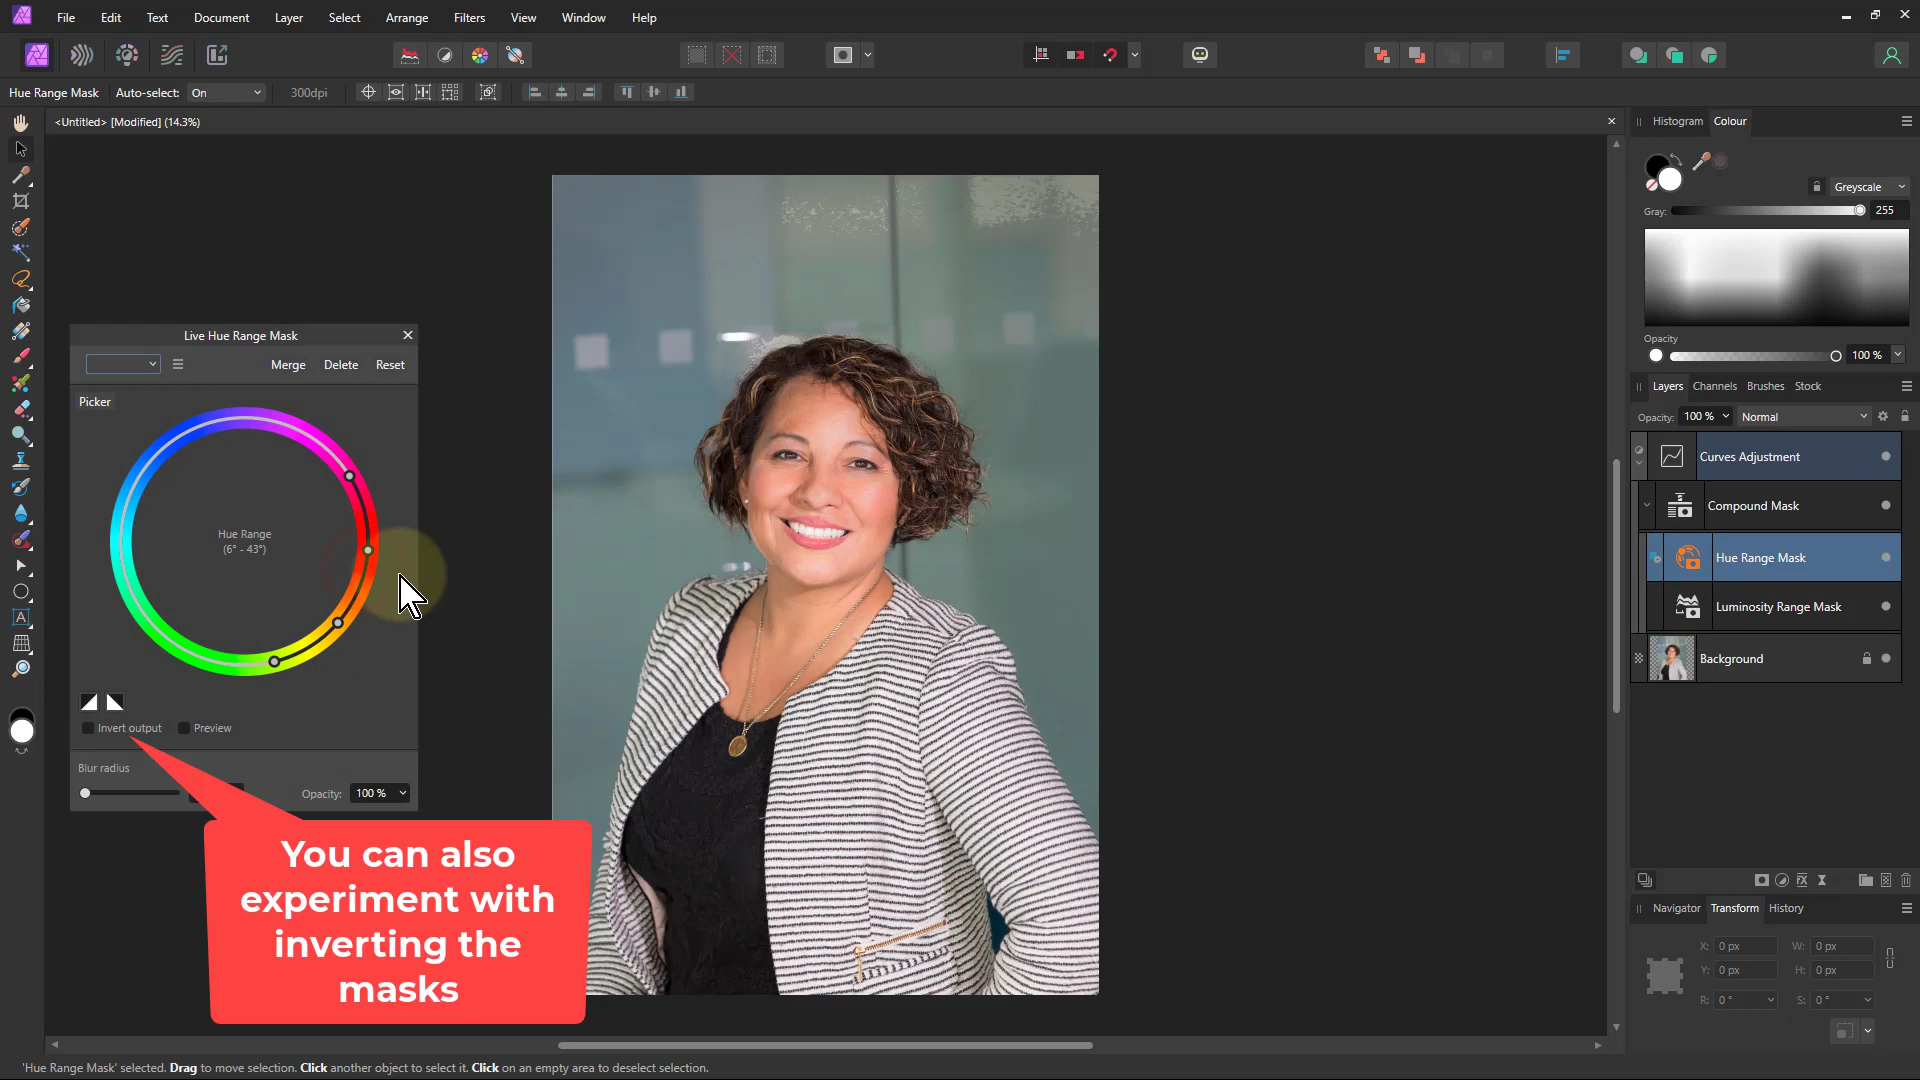 File Edit Text Document Layer Select Arrange Filters View Window Help
Hue Range Mask Auto-select: On 300dpi
<Untitled> [Modified] (14.3%)
Histogram Colour
Greyscale
Gray: 255
Opacity
100 %
Live Hue Range Mask
Merge Delete Reset
Picker
Hue Range
(6° - 43°)
Invert output Preview
Blur radius
Opacity: 100 %
You can also
experiment with
inverting the
masks
Layers Channels Brushes Stock
Opacity: 100 % Normal
Curves Adjustment
Compound Mask
Hue Range Mask
Luminosity Range Mask
Background
Navigator Transform History
X: 0 px W: 0 px
Y: 0 px H: 0 px
R: 0 ° S: 0 °
'Hue Range Mask' selected. Drag to move selection. Click another object to select it. Click on an empty area to deselect selection.